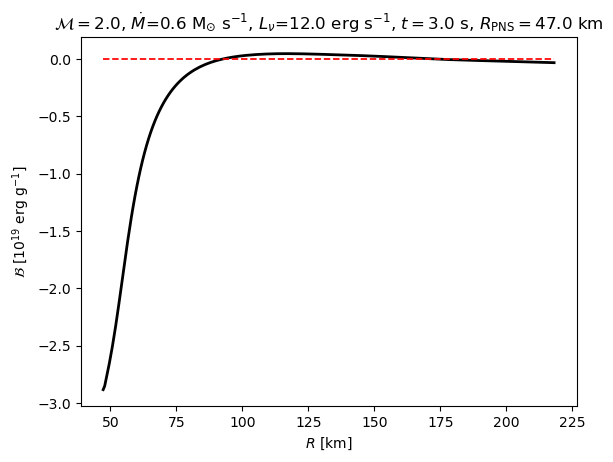 ℳ = 2.0, Ṁ=0.6 M⊙ s⁻¹, Lν=12.0 erg s⁻¹, t = 3.0 s, R_PNS = 47.0 km
ℬ [10¹⁹ erg g⁻¹]
0.0
−0.5
−1.0
−1.5
−2.0
−2.5
−3.0
50 75 100 125 150 175 200 225
R [km]